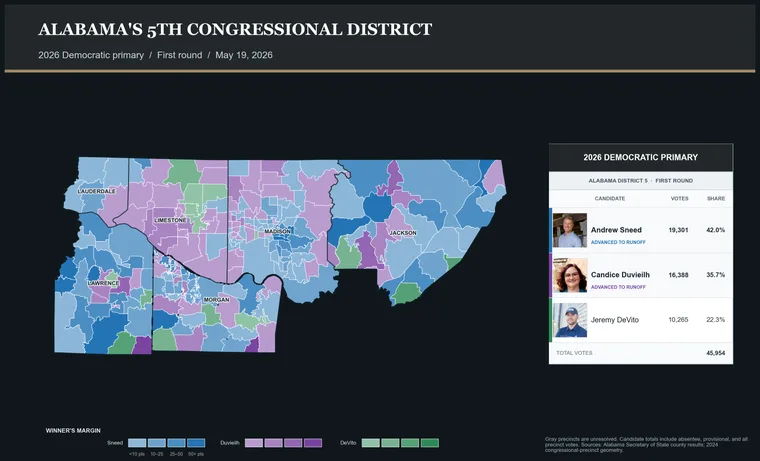 ALABAMA'S 5TH CONGRESSIONAL DISTRICT
2026 Democratic primary / First round / May 19, 2026
2026 DEMOCRATIC PRIMARY
ALABAMA DISTRICT 5 · FIRST ROUND
CANDIDATE VOTES SHARE
Andrew Sneed 19,301 42.0%
ADVANCED TO RUNOFF
Candice Duvieilh 16,388 35.7%
ADVANCED TO RUNOFF
Jeremy DeVito 10,265 22.3%
TOTAL VOTES 45,954
LAUDERDALE
LIMESTONE
MADISON
JACKSON
LAWRENCE
MORGAN
WINNER'S MARGIN
Sneed Duvieilh DeVito
<10 pts 10–25 25–50 50+ pts
Gray precincts are unresolved. Candidate totals include absentee, provisional, and all
precinct votes. Sources: Alabama Secretary of State county results; 2024
congressional-precinct geometry.